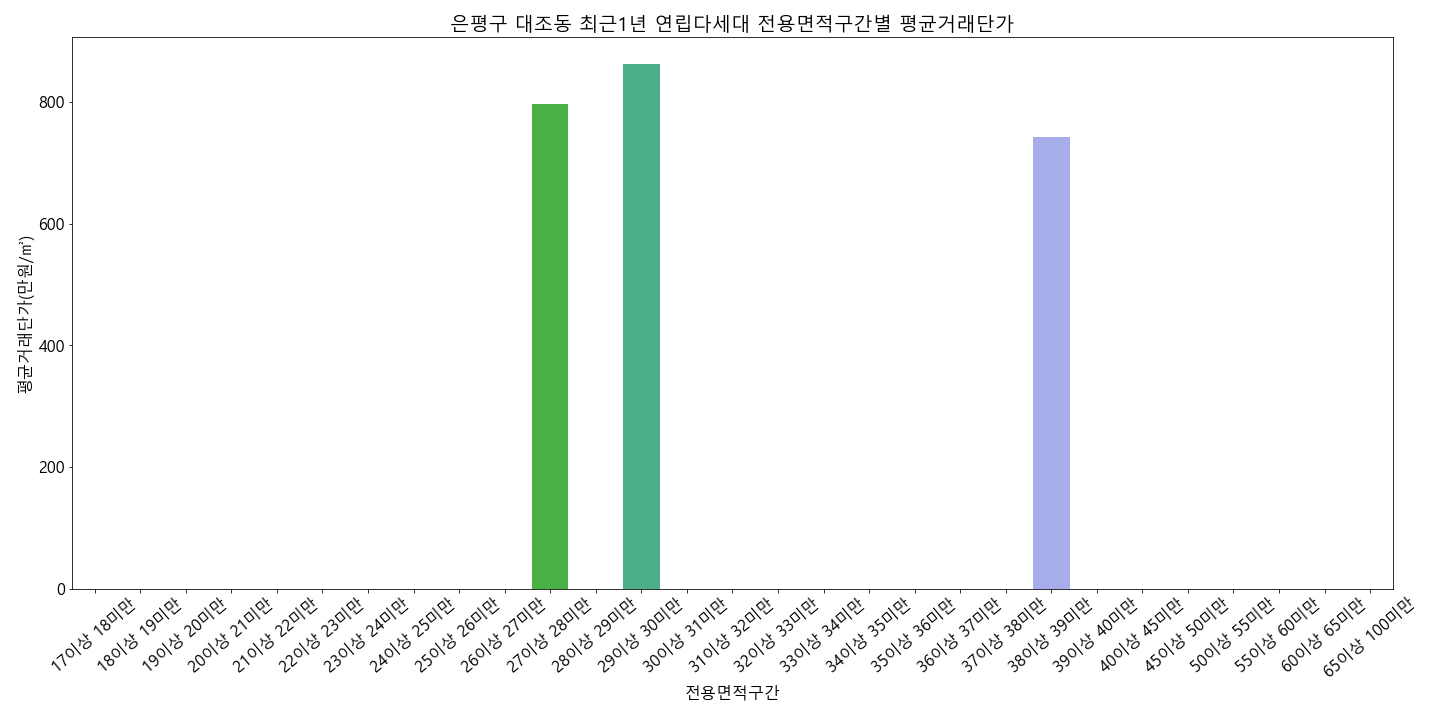 은평구 대조동 최근1년 연립다세대 전용면적구간별 평균거래단가
평균거래단가(만원/㎡)
800
600
400
200
0
17이상 18미만
18이상 19미만
19이상 20미만
20이상 21미만
21이상 22미만
22이상 23미만
23이상 24미만
24이상 25미만
25이상 26미만
26이상 27미만
27이상 28미만
28이상 29미만
29이상 30미만
30이상 31미만
31이상 32미만
32이상 33미만
33이상 34미만
34이상 35미만
35이상 36미만
36이상 37미만
37이상 38미만
38이상 39미만
39이상 40미만
40이상 45미만
45이상 50미만
50이상 55미만
55이상 60미만
60이상 65미만
65이상 100미만
전용면적구간